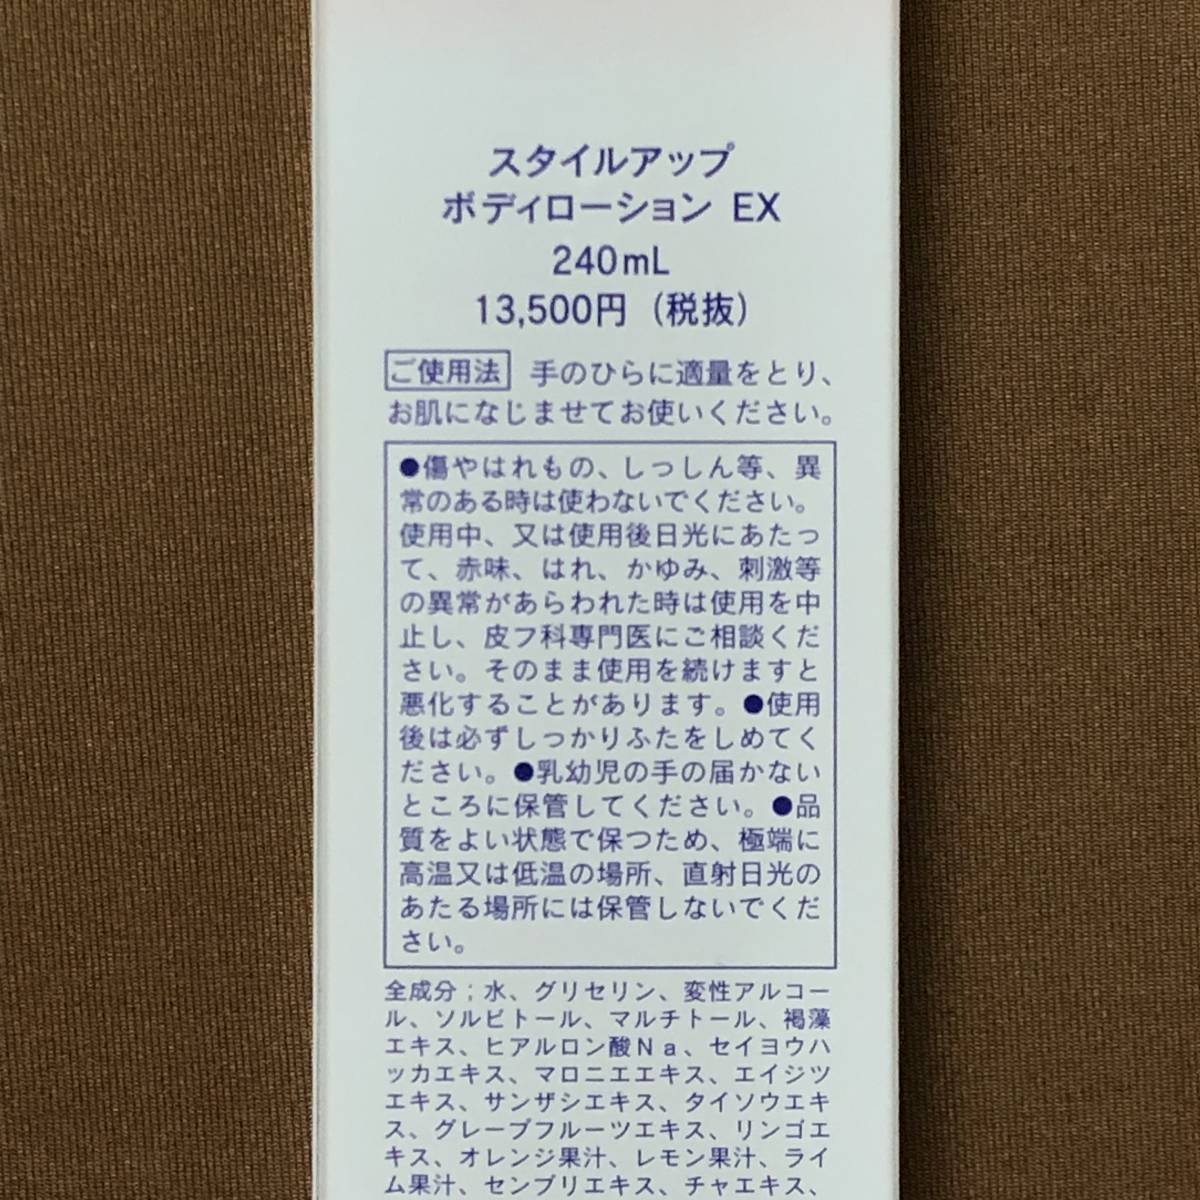 スタイルアップ
ボディローション EX
240mL
13,500円（税抜）
ご使用法 手のひらに適量をとり、
お肌になじませてお使いください。
●傷やはれもの、しっしん等、異
常のある時は使わないでください。
使用中、又は使用後日光にあたっ
て、赤味、はれ、かゆみ、刺激等
の異常があらわれた時は使用を中
止し、皮フ科専門医にご相談くだ
さい。そのまま使用を続けますと
悪化することがあります。●使用
後は必ずしっかりふたをしめてく
ださい。●乳幼児の手の届かない
ところに保管してください。●品
質をよい状態で保つため、極端に
高温又は低温の場所、直射日光の
あたる場所には保管しないでくだ
さい。
全成分；水、グリセリン、変性アルコー
ル、ソルビトール、マルチトール、褐藻
エキス、ヒアルロン酸Ｎａ、セイヨウハ
ッカエキス、マロニエエキス、エイジツ
エキス、サンザシエキス、タイソウエキ
ス、グレープフルーツエキス、リンゴエ
キス、オレンジ果汁、レモン果汁、ライ
ム果汁、センブリエキス、チャエキス、